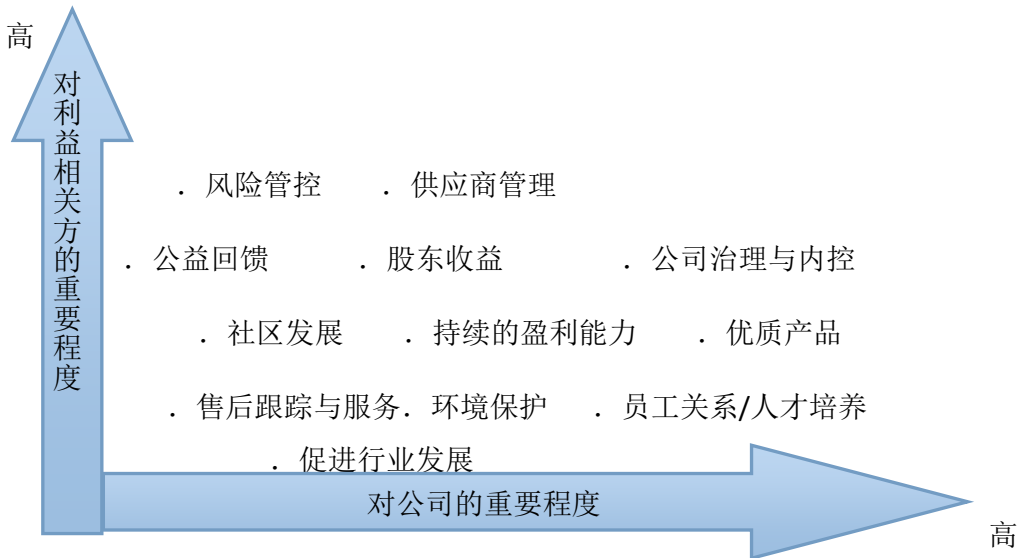 高
对利益相关方的重要程度
. 风险管控 . 供应商管理
. 公益回馈 . 股东收益 . 公司治理与内控
. 社区发展 . 持续的盈利能力 . 优质产品
. 售后跟踪与服务. 环境保护 . 员工关系/人才培养
. 促进行业发展
对公司的重要程度
高